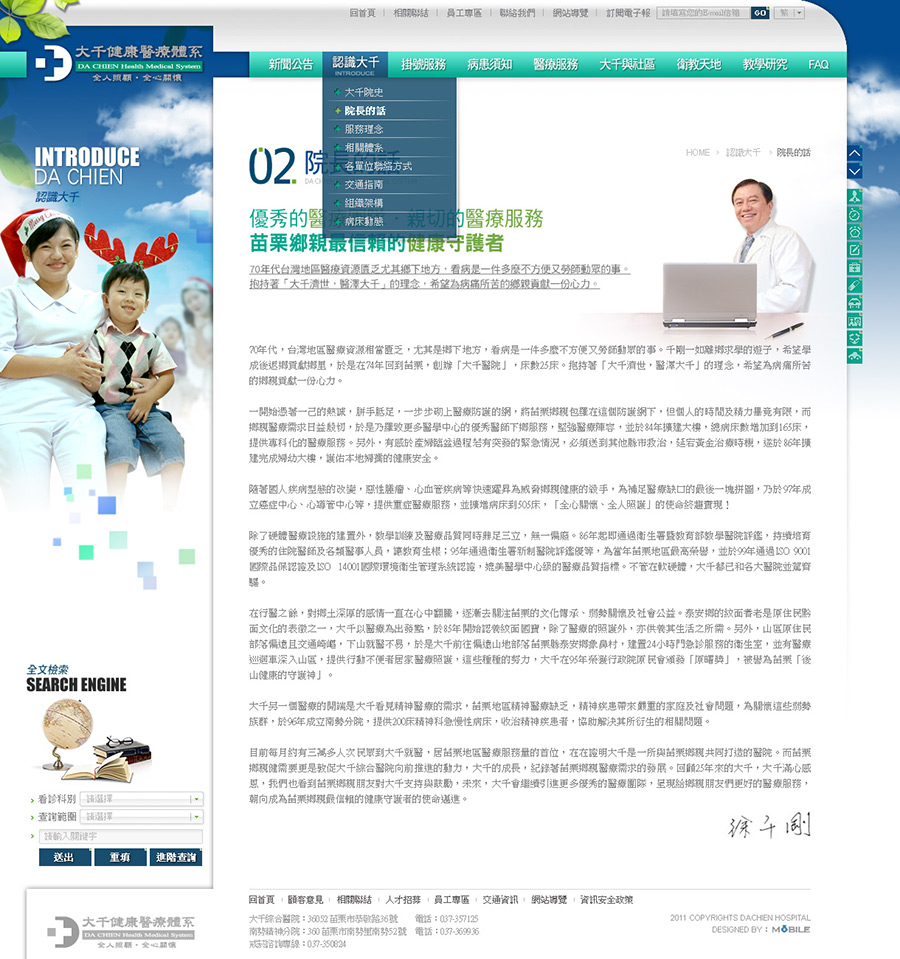 回首頁 | 相關聯結 | 員工專區 | 聯絡我們 | 網站導覽 | 訂閱電子報 請填寫您的E-mail信箱 GO 繁
大千健康醫療體系
DA CHIEN Health Medical System
全人照顧·全心關懷
新聞公告 認識大千 掛號服務 病患須知 醫療服務 大千與社區 衛教天地 教學研究 FAQ
INTRODUCE
大千院史
院長的話
服務理念
相關體系
各單位聯絡方式
交通指南
組織架構
病床動態
INTRODUCE
DA CHIEN
認識大千
HOME > 認識大千 > 院長的話
02 院長的話
優秀的醫 、親切的醫療服務
苗栗鄉親最信賴的健康守護者
70年代台灣地區醫療資源匱乏尤其鄉下地方，看病是一件多麼不方便又勞師動眾的事。
抱持著「大千濟世，醫澤大千」的理念，希望為病痛所苦的鄉親貢獻一份心力。
70年代，台灣地區醫療資源相當匱乏，尤其是鄉下地方，看病是一件多麼不方便又勞師動眾的事。千剛一如離鄉求學的遊子，希望學
成後返鄉貢獻鄉里，於是在74年回到苗栗，創辦「大千醫院」，床數25床。抱持著「大千濟世，醫澤大千」的理念，希望為病痛所苦
的鄉親貢獻一份心力。
一開始憑著一己的熱誠，胼手胝足，一步步砌上醫療防護的網，將苗栗鄉親包羅在這個防護網下，但個人的時間及精力畢竟有限，而
鄉親醫療需求日益殷切，於是乃羅致更多醫學中心的優秀醫師下鄉服務，堅強醫療陣容，並於84年擴建大樓，總病床數增加到165床，
提供專科化的醫療服務。另外，有感於產婦臨盆過程若有突發的緊急情況，必須送到其他縣市救治，延宕黃金治療時機，遂於86年擴
建完成婦幼大樓，護佑本地婦孺的健康安全。
隨著國人疾病型態的改變，惡性腫瘤、心血管疾病等快速躍昇為威脅鄉親健康的殺手，為補足醫療缺口的最後一塊拼圖，乃於97年成
立癌症中心、心導管中心等，提供重症醫療服務，並擴增病床到505床，「全心關懷、全人照護」的使命於趨實現！
除了硬體醫療設施的建置外，教學訓練及醫療品質同時鼎足三立，無一偏廢。86年起即通過衛生署暨教育部教學醫院評鑑，持續培育
優秀的住院醫師及各類醫事人員，讓教育生根；95年通過衛生署新制醫院評鑑優等，為當年苗栗地區最高榮譽，並於99年通過ISO 9001
國際品保認證及ISO 14001國際環境衛生管理系統認證，媲美醫學中心級的醫療品質指標。不管在軟硬體，大千都已和各大醫院並駕齊
驅。
在行醫之餘，對鄉土深厚的感情一直在心中翻騰，逐漸去關注苗栗的文化傳承、弱勢關懷及社會公益。泰安鄉的紋面耆老是原住民黥
面文化的表徵之一，大千以醫療為出發點，於85年開始認養紋面國寶，除了醫療的照護外，亦供養其生活之所需。另外，山區原住民
部落偏遠且交通崎嶇，下山就醫不易，於是大千前往偏遠山地部落苗栗縣泰安鄉象鼻村，建置24小時門急診服務的衛生室，並有醫療
巡迴車深入山區，提供行動不便者居家醫療照護，這些種種的努力，大千在95年榮獲行政院原民會頒發「原曙獎」，被譽為苗栗「後
山健康的守護神」。
大千另一個醫療的開端是大千看見精神醫療的需求，苗栗地區精神醫療缺乏，精神疾患帶來嚴重的家庭及社會問題，為關懷這些弱勢
族群，於96年成立南勢分院，提供200床精神科急慢性病床，收治精神疾患者，協助解決其所衍生的相關問題。
目前每月約有三萬多人次民眾到大千就醫，居苗栗地區醫療服務量的首位，在在證明大千是一所與苗栗鄉親共同打造的醫院。而苗栗
鄉親健需要更是敦促大千綜合醫院向前推進的動力，大千的成長，紀錄著苗栗鄉親醫療需求的發展。回顧25年來的大千，大千滿心感
恩，我們也看到苗栗鄉親朋友對大千支持與鼓勵，未來，大千會繼續引進更多優秀的醫療團隊，呈現給鄉親朋友們更好的醫療服務，
朝向成為苗栗鄉親最信賴的健康守護者的使命邁進。
徐千剛
全文檢索
SEARCH ENGINE
看診科別 請選擇
查詢範圍 請選擇
請輸入關鍵字
送出 重填 進階查詢
回首頁 | 顧客意見 | 相關聯結 | 人才招募 | 員工專區 | 交通資訊 | 網站導覽 | 資訊安全政策
大千綜合醫院：36052 苗栗市恭敬路36號 電話：037-357125
南勢精神分院：360 苗栗市南勢里南勢52號 電話：037-369936
戒菸諮詢專線：037-350824
2011 COPYRIGHTS DACHIEN HOSPITAL
DESIGNED BY : MOBILE
大千健康醫療體系
DA CHIEN Health Medical System
全人照顧·全心關懷